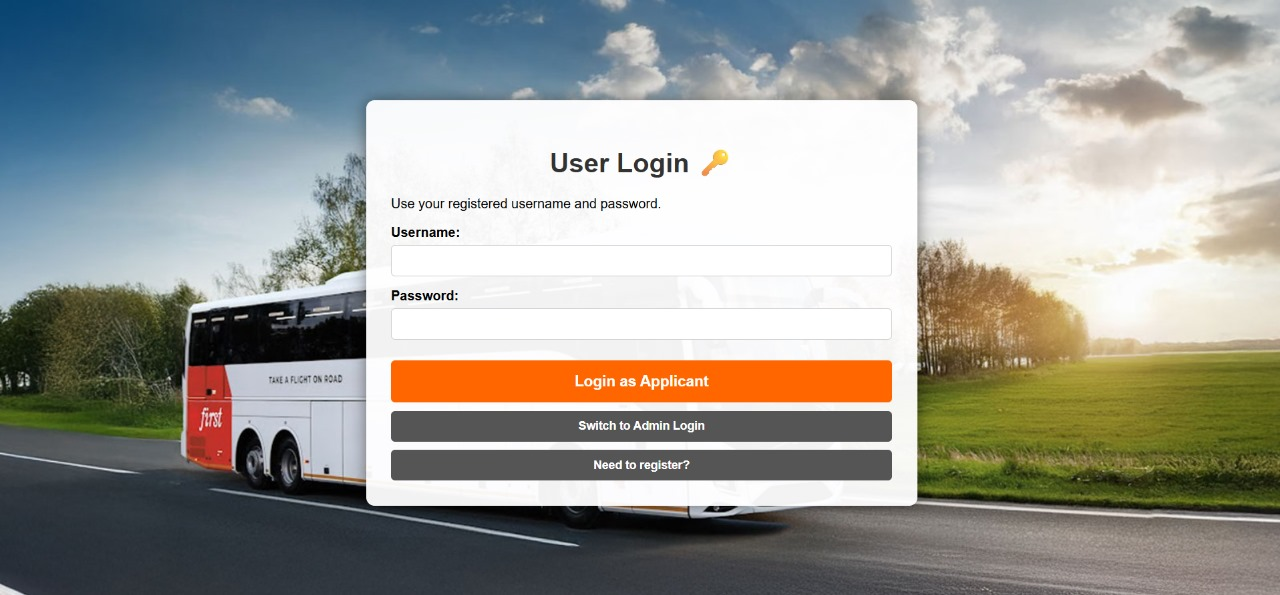 User Login 🔑
Use your registered username and password.
Username:
Password:
TAKE A FLIGHT ON ROAD
first
Login as Applicant
Switch to Admin Login
Need to register?